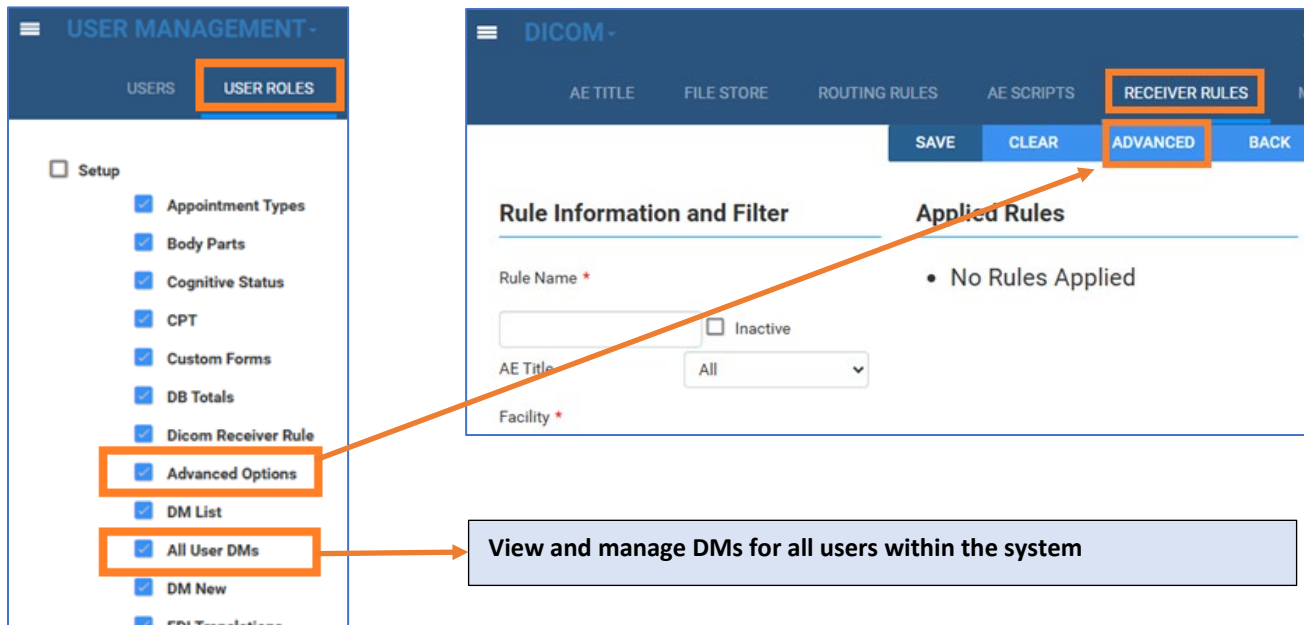 USER MANAGEMENT
USERS USER ROLES
Setup
Appointment Types
Body Parts
Cognitive Status
CPT
Custom Forms
DB Totals
Dicom Receiver Rule
Advanced Options
DM List
All User DMs
DM New
EDI Translations
DICOM
AE TITLE FILE STORE ROUTING RULES AE SCRIPTS RECEIVER RULES
SAVE CLEAR ADVANCED BACK
Rule Information and Filter
Rule Name *
Inactive
AE Title All
Facility *
Applied Rules
• No Rules Applied
View and manage DMs for all users within the system